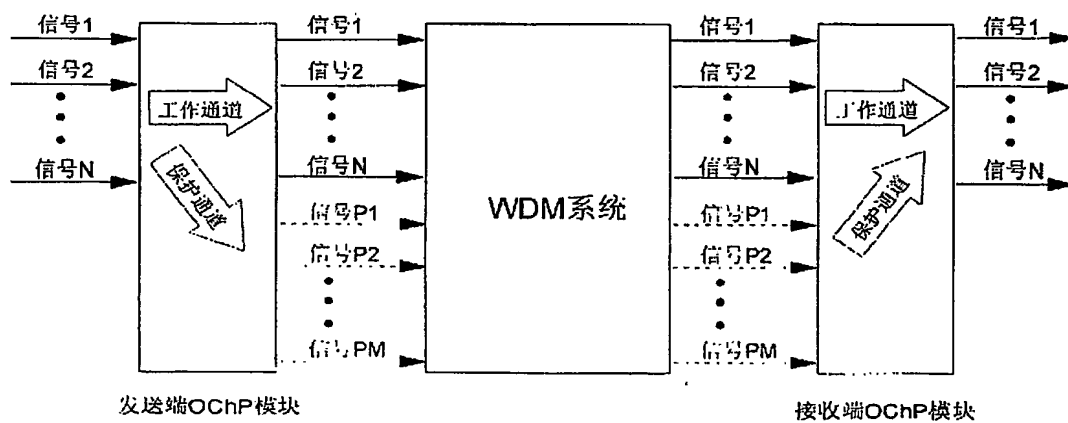 信号1
信号2
信号N
工作通道
保护通道
信号1
信号2
信号N
信号P1
信号P2
信号PM
WDM系统
信号1
信号2
信号N
信号P1
信号P2
信号PM
工作通道
保护通道
信号1
信号2
信号N
发送端OChP模块
接收端OChP模块